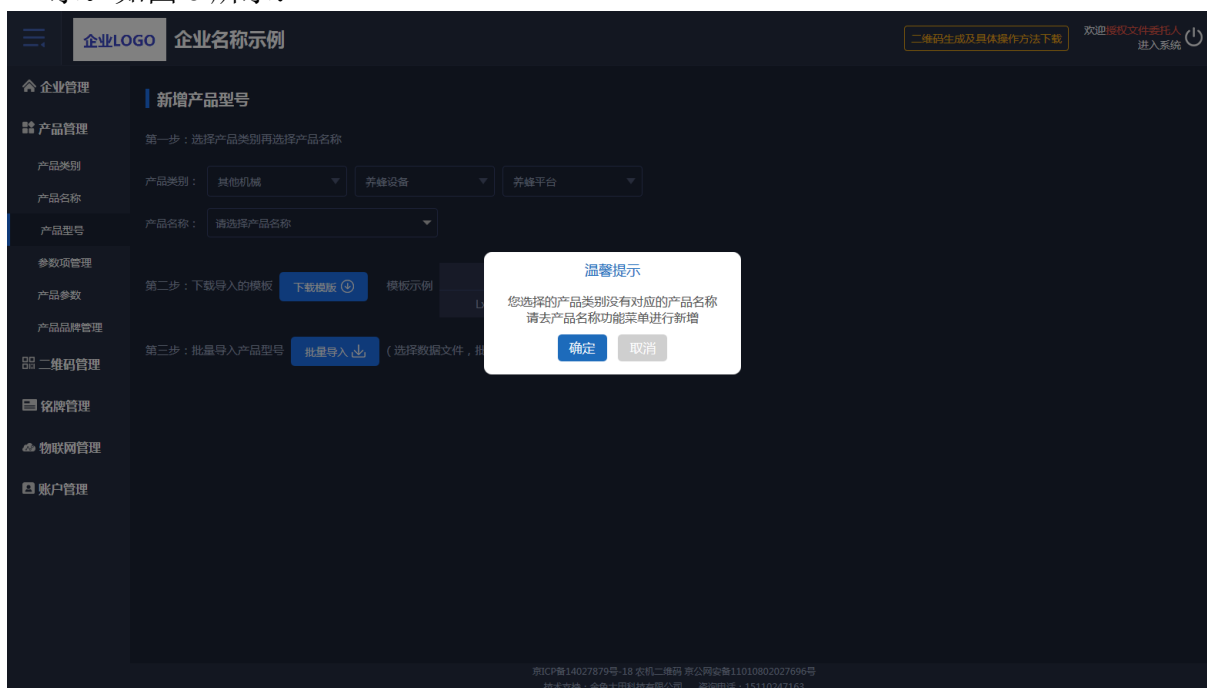 企业LOGO 企业名称示例 二维码生成及具体操作方法下载 欢迎授权文件委托人
进入系统
企业管理
产品管理
产品类别
产品名称
产品型号
参数项管理
产品参数
产品品牌管理
二维码管理
铭牌管理
物联网管理
账户管理
新增产品型号
第一步：选择产品类别再选择产品名称
产品类别： 其他机械 养蜂设备 养蜂平台
产品名称： 请选择产品名称
第二步：下载导入的模板 下载模版 模板示例
第三步：批量导入产品型号 批量导入 （选择数据文件，批
温馨提示
您选择的产品类别没有对应的产品名称
请去产品名称功能菜单进行新增
确定 取消
京ICP备14027879号-18 农机二维码 京公网安备11010802027696号